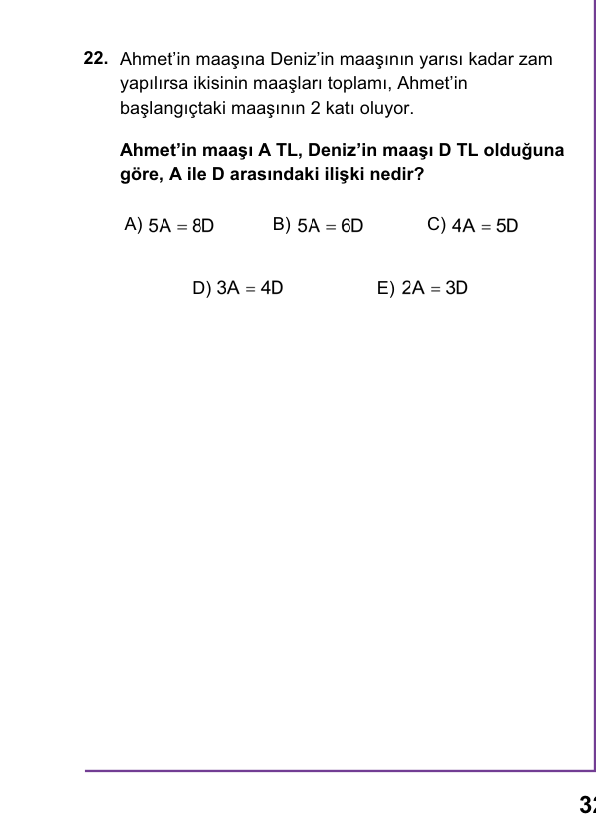 22. Ahmet’in maaşına Deniz’in maaşının yarısı kadar zam
yapılırsa ikisinin maaşları toplamı, Ahmet’in
başlangıçtaki maaşının 2 katı oluyor.
Ahmet’in maaşı A TL, Deniz’in maaşı D TL olduğuna
göre, A ile D arasındaki ilişki nedir?
A) 5A = 8D B) 5A = 6D C) 4A = 5D
D) 3A = 4D E) 2A = 3D